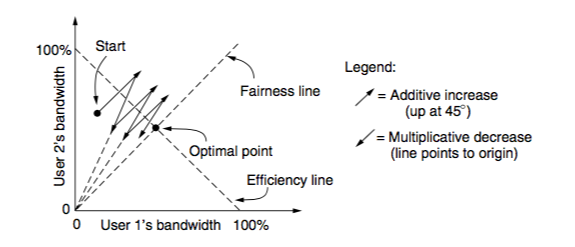 100%
Start
User 2's bandwidth
Fairness line
Optimal point
Efficiency line
0
0
User 1's bandwidth
100%
Legend:
= Additive increase
(up at 45°)
= Multiplicative decrease
(line points to origin)